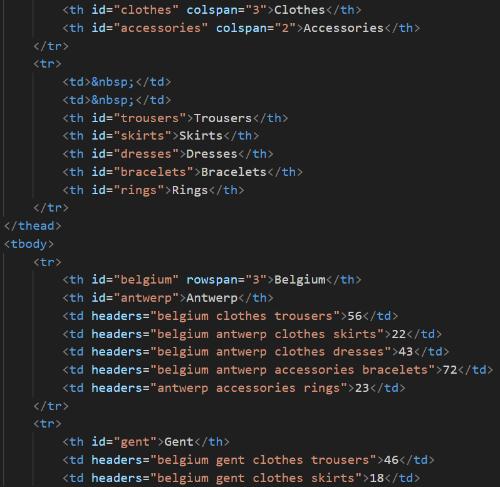 <th id="clothes" colspan="3">Clothes</th>
<th id="accessories" colspan="2">Accessories</th>
</tr>
<tr>
<td>&nbsp;</td>
<td>&nbsp;</td>
<th id="trousers">Trousers</th>
<th id="skirts">Skirts</th>
<th id="dresses">Dresses</th>
<th id="bracelets">Bracelets</th>
<th id="rings">Rings</th>
</tr>
</thead>
<tbody>
<tr>
<th id="belgium" rowspan="3">Belgium</th>
<th id="antwerp">Antwerp</th>
<td headers="belgium clothes trousers">56</td>
<td headers="belgium antwerp clothes skirts">22</td>
<td headers="belgium antwerp clothes dresses">43</td>
<td headers="belgium antwerp accessories bracelets">72</td>
<td headers="antwerp accessories rings">23</td>
</tr>
<tr>
<th id="gent">Gent</th>
<td headers="belgium gent clothes trousers">46</td>
<td headers="belgium gent clothes skirts">18</td>